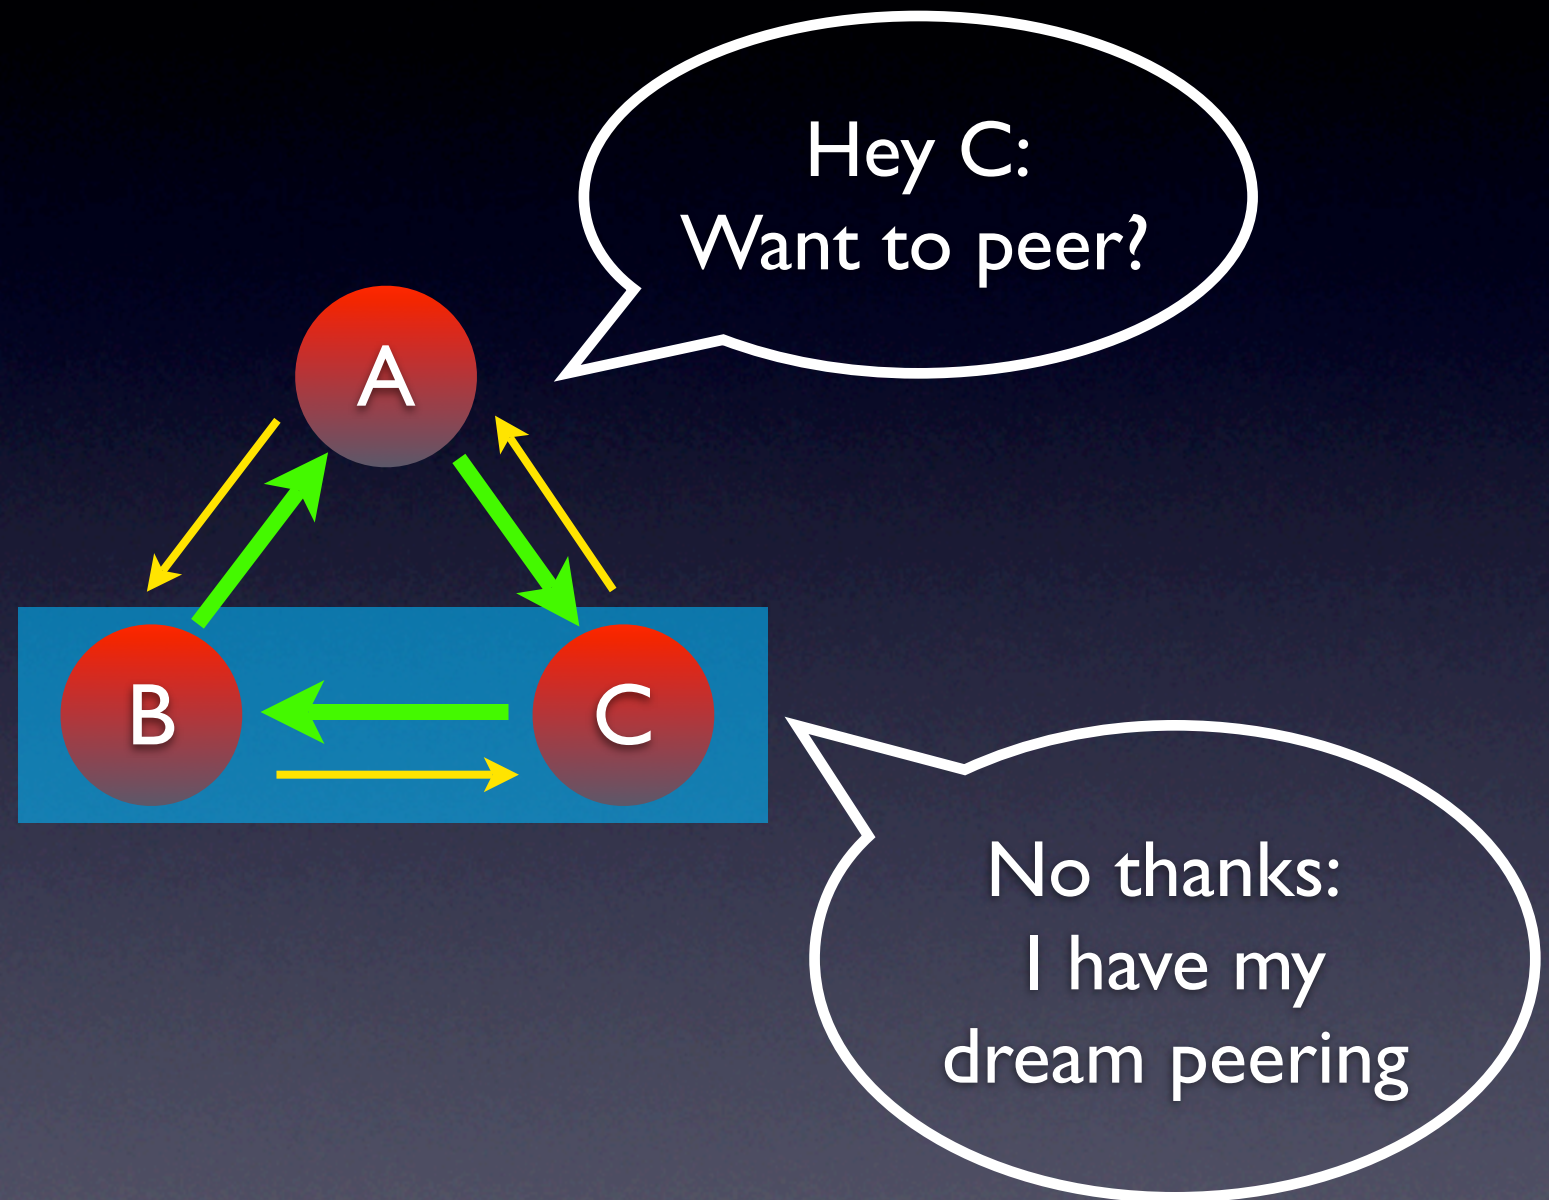 Hey C:
Want to peer?
A
B
C
No thanks:
I have my
dream peering